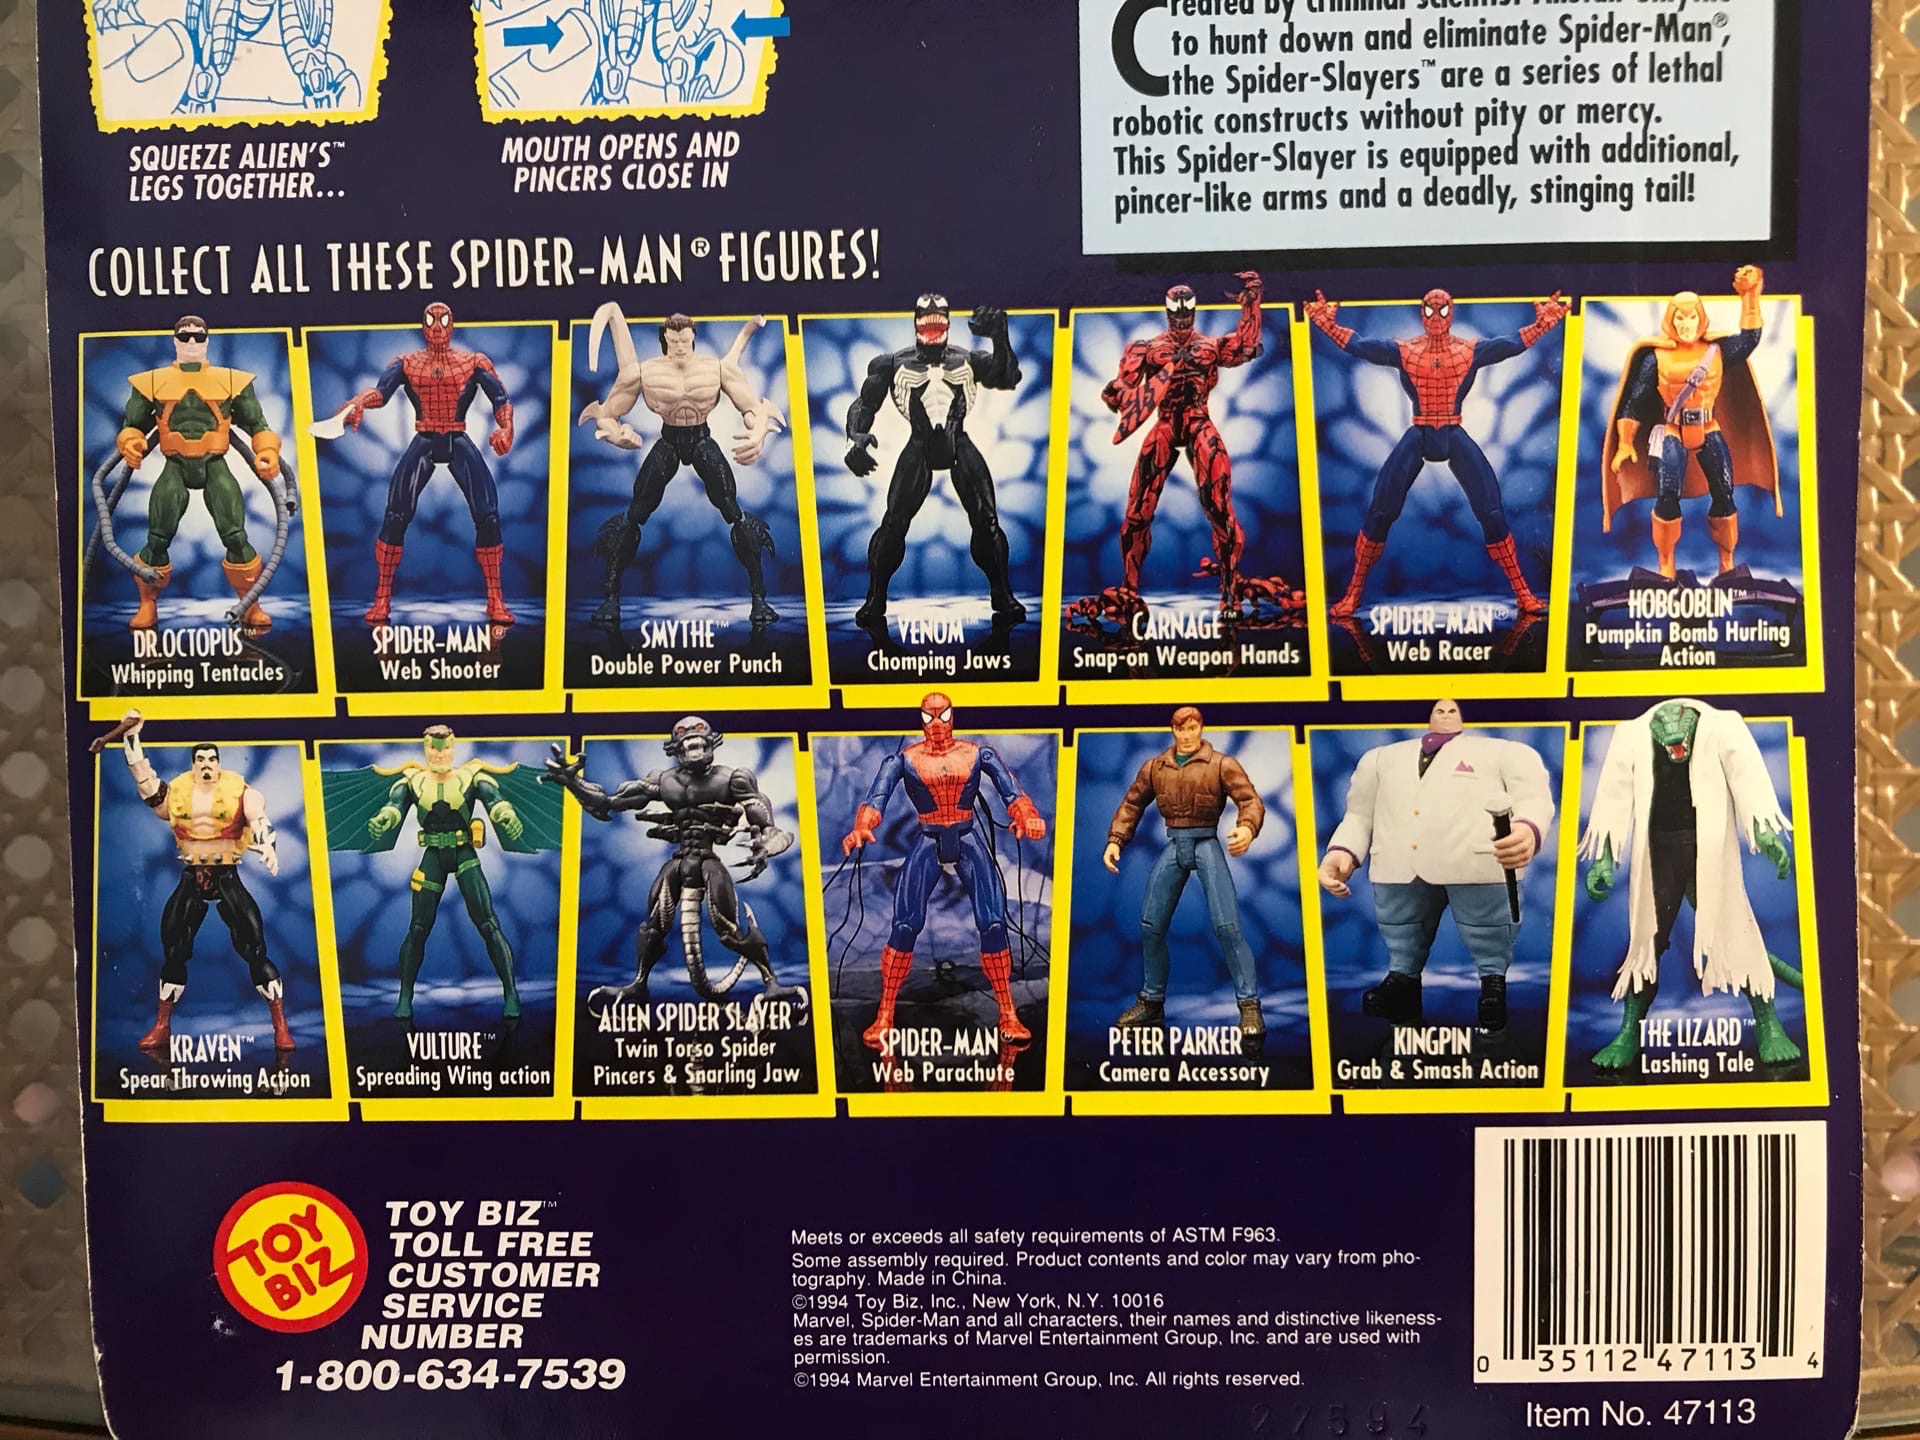 to hunt down and eliminate Spider-Man®,
the Spider-Slayers™ are a series of lethal
robotic constructs without pity or mercy.
This Spider-Slayer is equipped with additional,
pincer-like arms and a deadly, stinging tail!
SQUEEZE ALIEN'S™
LEGS TOGETHER...
MOUTH OPENS AND
PINCERS CLOSE IN
COLLECT ALL THESE SPIDER-MAN® FIGURES!
DR.OCTOPUS™
Whipping Tentacles
SPIDER-MAN®
Web Shooter
SMYTHE™
Double Power Punch
VENOM™
Chomping Jaws
CARNAGE™
Snap-on Weapon Hands
SPIDER-MAN®
Web Racer
HOBGOBLIN™
Pumpkin Bomb Hurling
Action
KRAVEN™
Spear Throwing Action
VULTURE™
Spreading Wing action
ALIEN SPIDER SLAYER™
Twin Torso Spider
Pincers & Snarling Jaw
SPIDER-MAN®
Web Parachute
PETER PARKER™
Camera Accessory
KINGPIN™
Grab & Smash Action
THE LIZARD™
Lashing Tale
TOY
BIZ
TOY BIZ™
TOLL FREE
CUSTOMER
SERVICE
NUMBER
1-800-634-7539
Meets or exceeds all safety requirements of ASTM F963.
Some assembly required. Product contents and color may vary from pho-
tography. Made in China.
©1994 Toy Biz, Inc., New York, N.Y. 10016
Marvel, Spider-Man and all characters, their names and distinctive likeness-
es are trademarks of Marvel Entertainment Group, Inc. and are used with
permission.
©1994 Marvel Entertainment Group, Inc. All rights reserved.
0 35112 47113 4
Item No. 47113